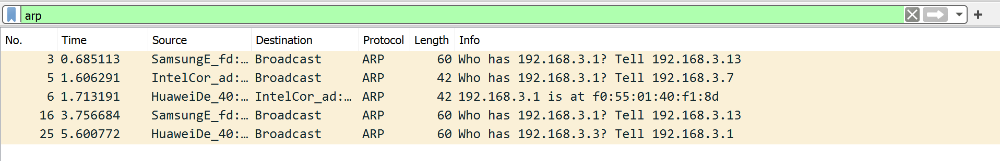 arp
No. Time Source Destination Protocol Length Info
3 0.685113 SamsungE_fd:… Broadcast ARP 60 Who has 192.168.3.1? Tell 192.168.3.13
5 1.606291 IntelCor_ad:… Broadcast ARP 42 Who has 192.168.3.1? Tell 192.168.3.7
6 1.713191 HuaweiDe_40:… IntelCor_ad:… ARP 42 192.168.3.1 is at f0:55:01:40:f1:8d
16 3.756684 SamsungE_fd:… Broadcast ARP 60 Who has 192.168.3.1? Tell 192.168.3.13
25 5.600772 HuaweiDe_40:… Broadcast ARP 60 Who has 192.168.3.3? Tell 192.168.3.1